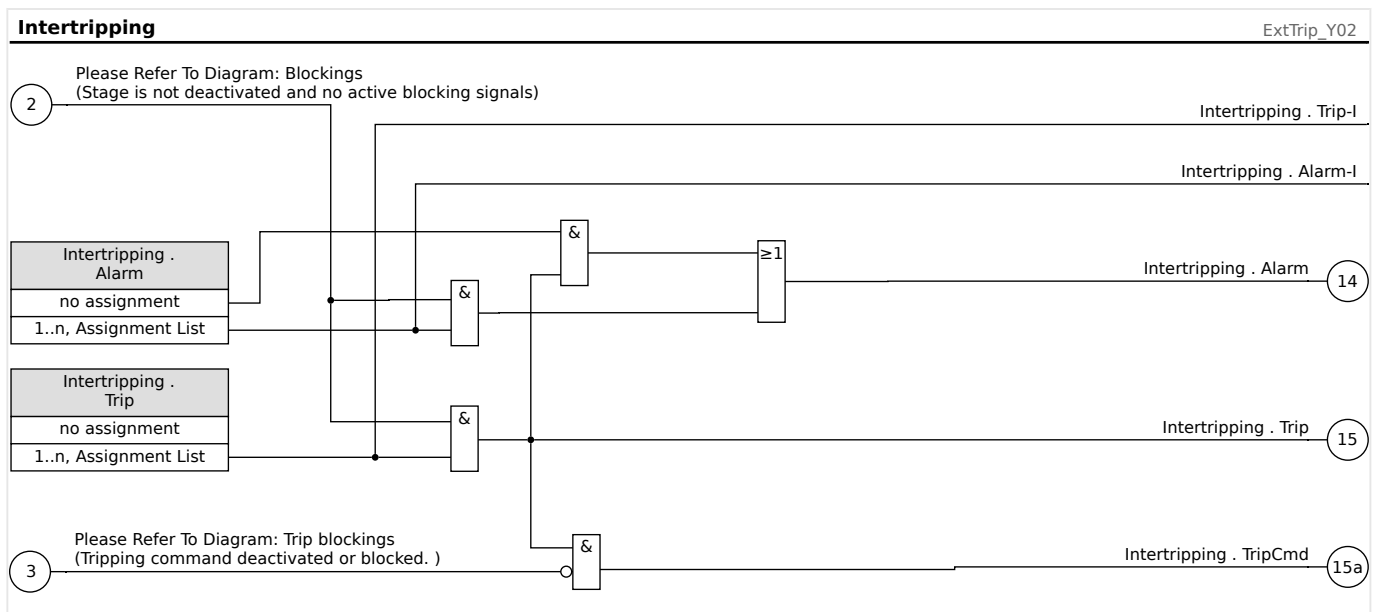 Intertripping
ExtTrip_Y02
Please Refer To Diagram: Blockings
(Stage is not deactivated and no active blocking signals)
2
Intertripping . Trip-I
Intertripping . Alarm-I
&
Intertripping .
Alarm
≥1
Intertripping . Alarm
14
no assignment
&
1..n, Assignment List
Intertripping .
Trip
no assignment
&
Intertripping . Trip
15
1..n, Assignment List
Please Refer To Diagram: Trip blockings
(Tripping command deactivated or blocked. )
3
&
Intertripping . TripCmd
15a